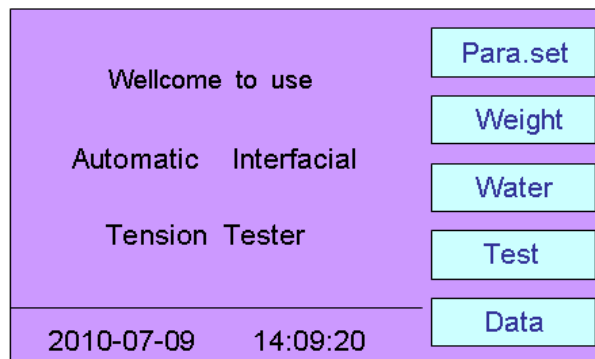 Wellcome to use
Automatic Interfacial
Tension Tester
2010-07-09 14:09:20
Para.set
Weight
Water
Test
Data